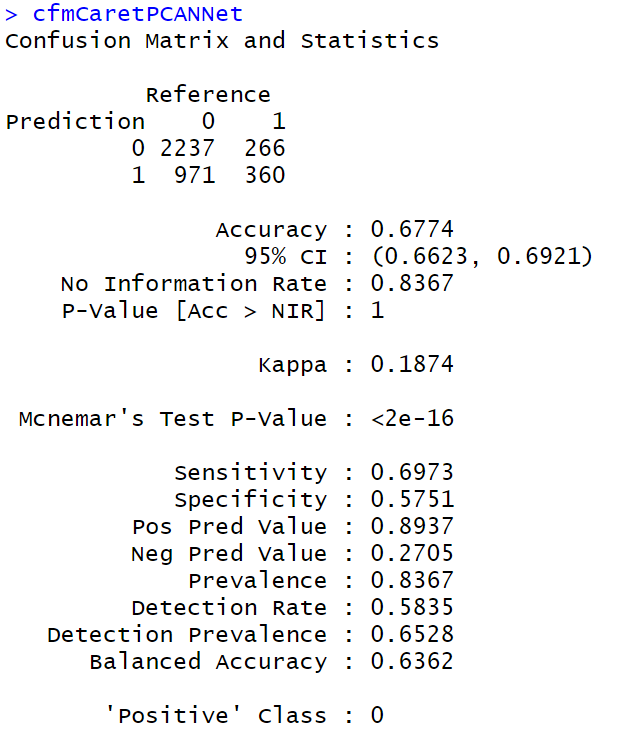 > cfmCaretPCANNet
Confusion Matrix and Statistics
Reference
Prediction 0 1
0 2237 266
1 971 360
Accuracy : 0.6774
95% CI : (0.6623, 0.6921)
No Information Rate : 0.8367
P-Value [Acc > NIR] : 1
Kappa : 0.1874
Mcnemar's Test P-Value : <2e-16
Sensitivity : 0.6973
Specificity : 0.5751
Pos Pred Value : 0.8937
Neg Pred Value : 0.2705
Prevalence : 0.8367
Detection Rate : 0.5835
Detection Prevalence : 0.6528
Balanced Accuracy : 0.6362
'Positive' Class : 0